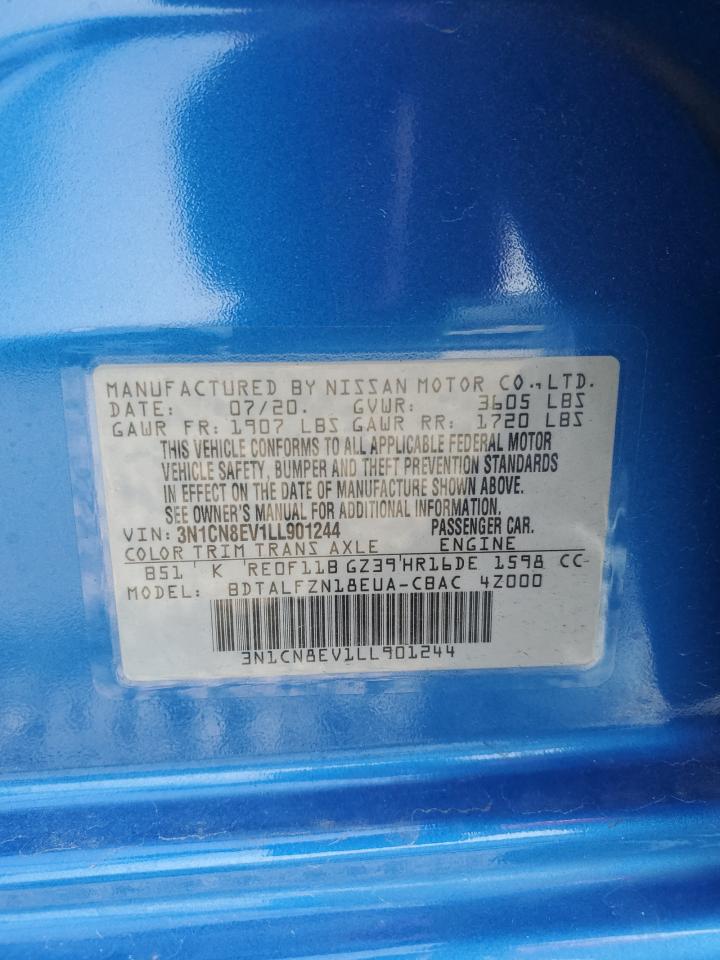 MANUFACTURED BY NISSAN MOTOR CO., LTD.
DATE: 07/20. GVWR: 3605 LBS
GAWR FR: 1907 LBS GAWR RR: 1720 LBS
THIS VEHICLE CONFORMS TO ALL APPLICABLE FEDERAL MOTOR
VEHICLE SAFETY, BUMPER AND THEFT PREVENTION STANDARDS
IN EFFECT ON THE DATE OF MANUFACTURE SHOWN ABOVE.
SEE OWNER'S MANUAL FOR ADDITIONAL INFORMATION.
VIN: 3N1CN8EV1LL901244 PASSENGER CAR.
COLOR TRIM TRANS AXLE ENGINE
B51 K RE0F11B GZ39 HR16DE 1598 CC
MODEL: BDTALFZN18EUA-CBAC 4Z000
3N1CN8EV1LL901244